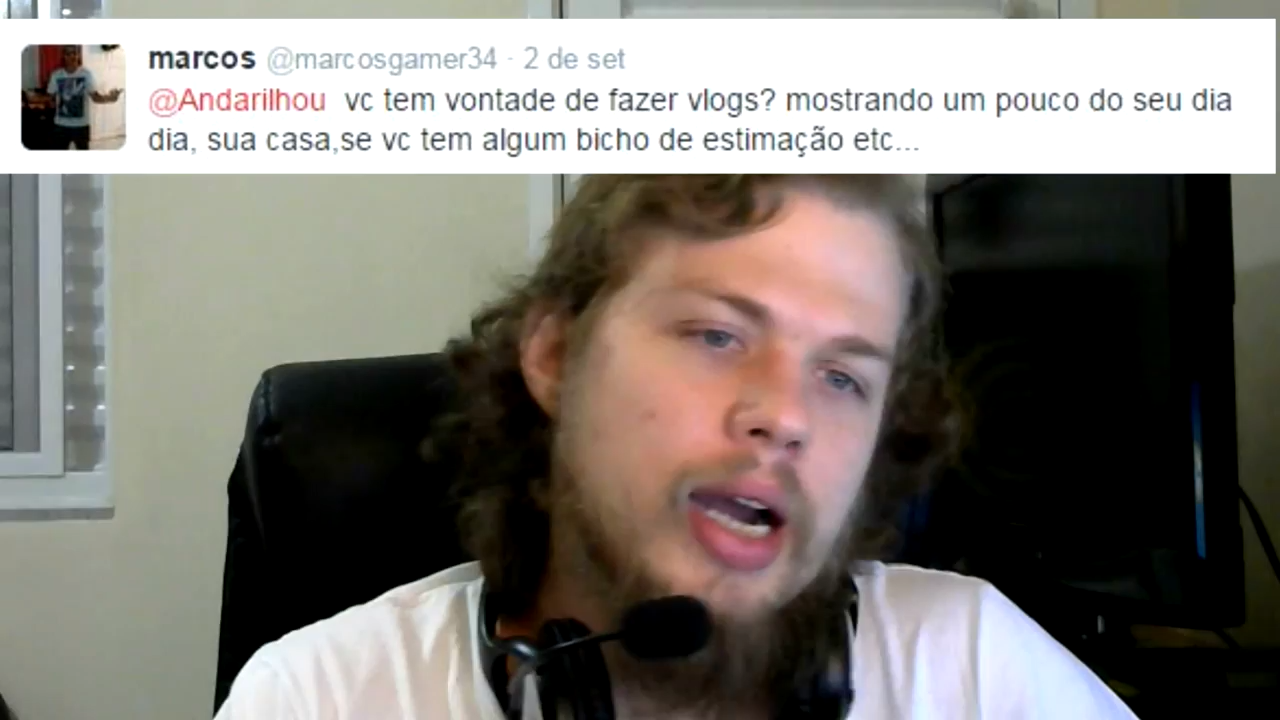 marcos @marcosgamer34 · 2 de set
@Andarilhou vc tem vontade de fazer vlogs? mostrando um pouco do seu dia
dia, sua casa,se vc tem algum bicho de estimação etc...